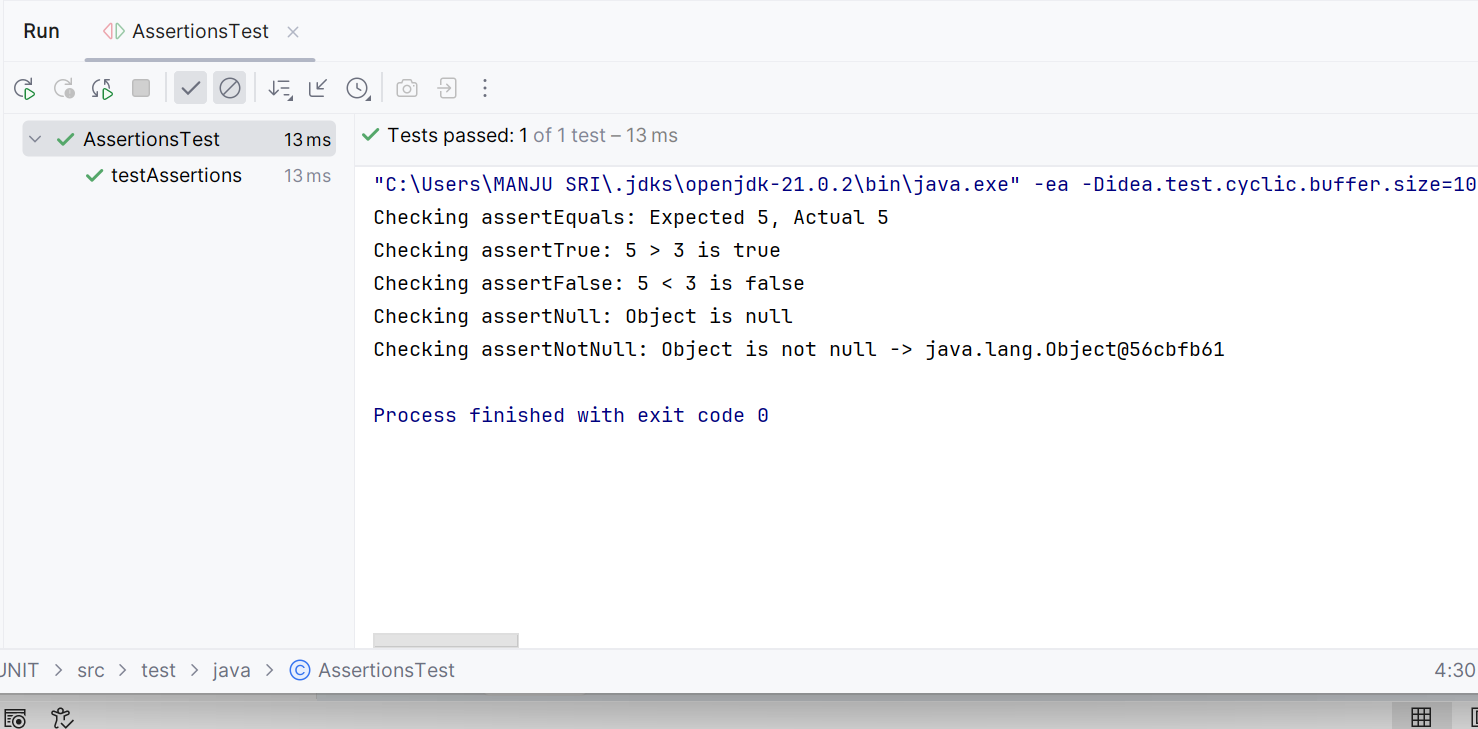 Run AssertionsTest
AssertionsTest 13 ms
testAssertions 13 ms
Tests passed: 1 of 1 test – 13 ms
"C:\Users\MANJU SRI\.jdks\openjdk-21.0.2\bin\java.exe" -ea -Didea.test.cyclic.buffer.size=10
Checking assertEquals: Expected 5, Actual 5
Checking assertTrue: 5 > 3 is true
Checking assertFalse: 5 < 3 is false
Checking assertNull: Object is null
Checking assertNotNull: Object is not null -> java.lang.Object@56cbfb61
Process finished with exit code 0
UNIT > src > test > java > AssertionsTest 4:30